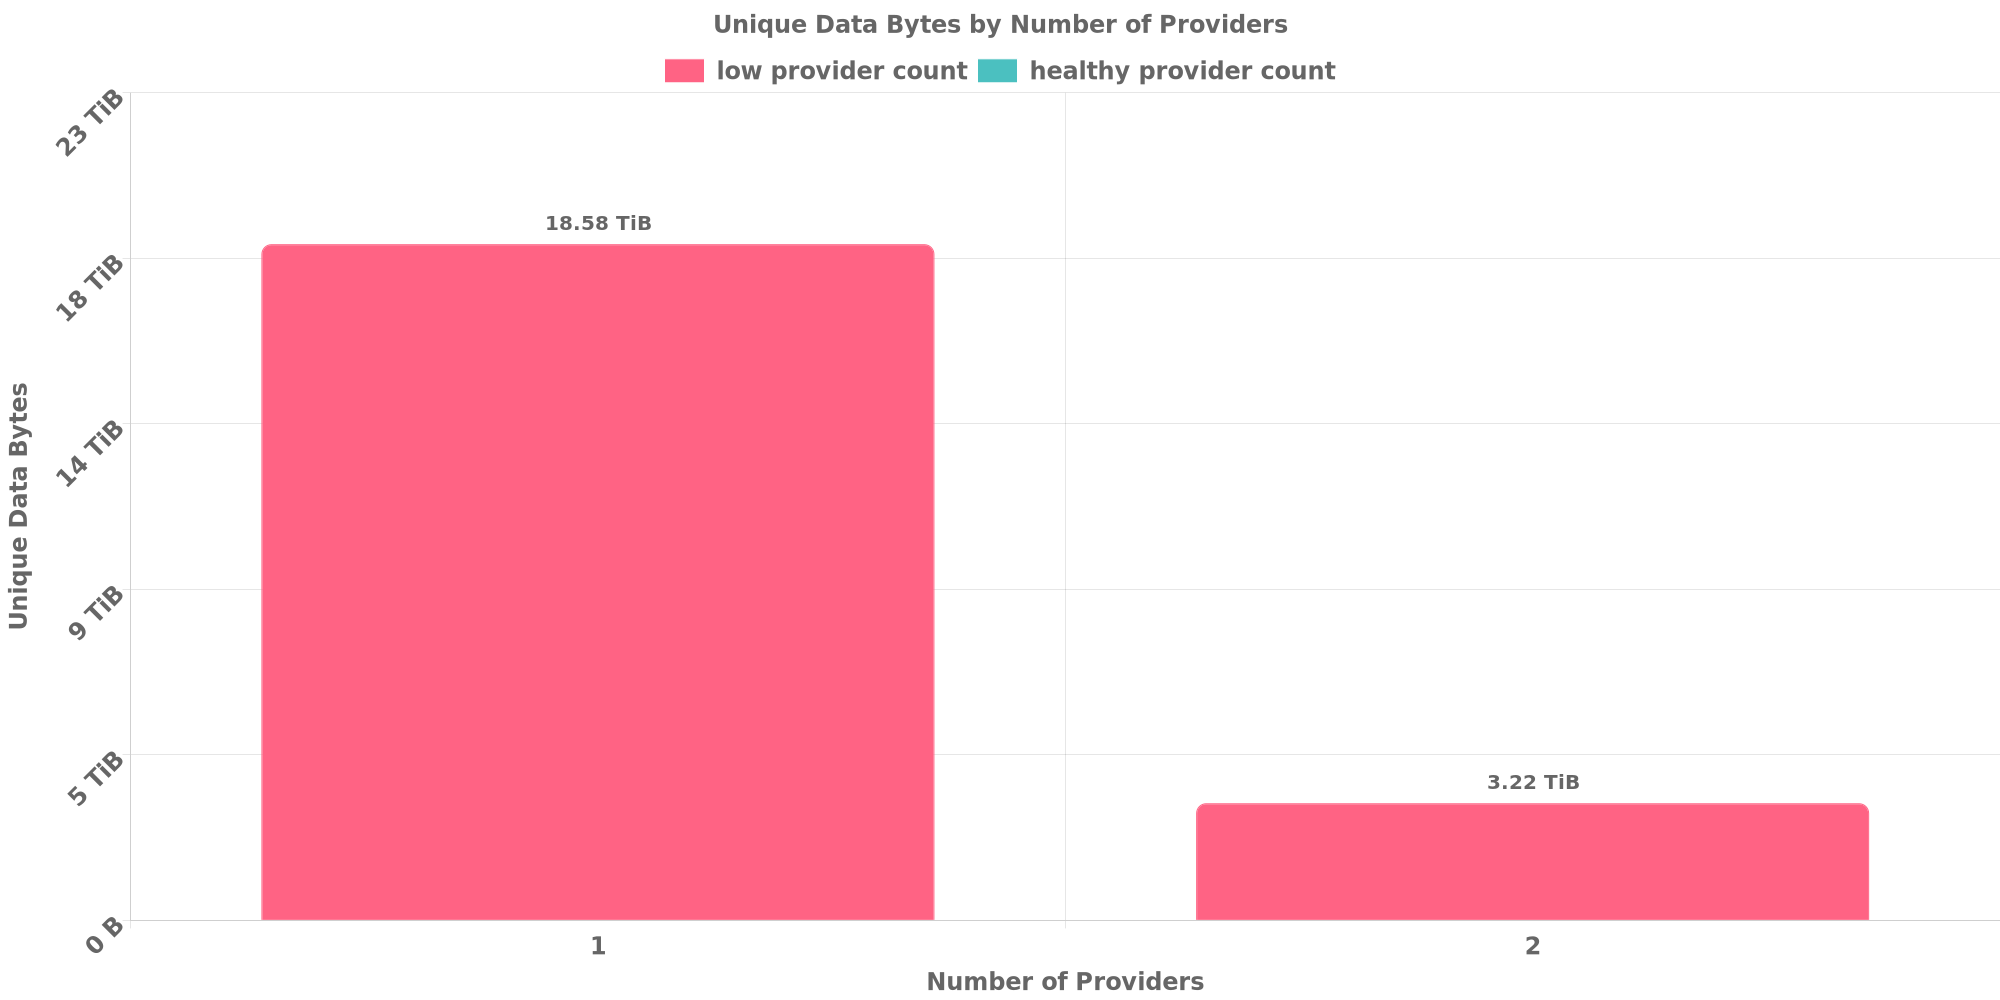 Unique Data Bytes by Number of Providers
low provider count
healthy provider count
23 TiB
18 TiB
14 TiB
9 TiB
5 TiB
0 B
Unique Data Bytes
18.58 TiB
3.22 TiB
1
2
Number of Providers